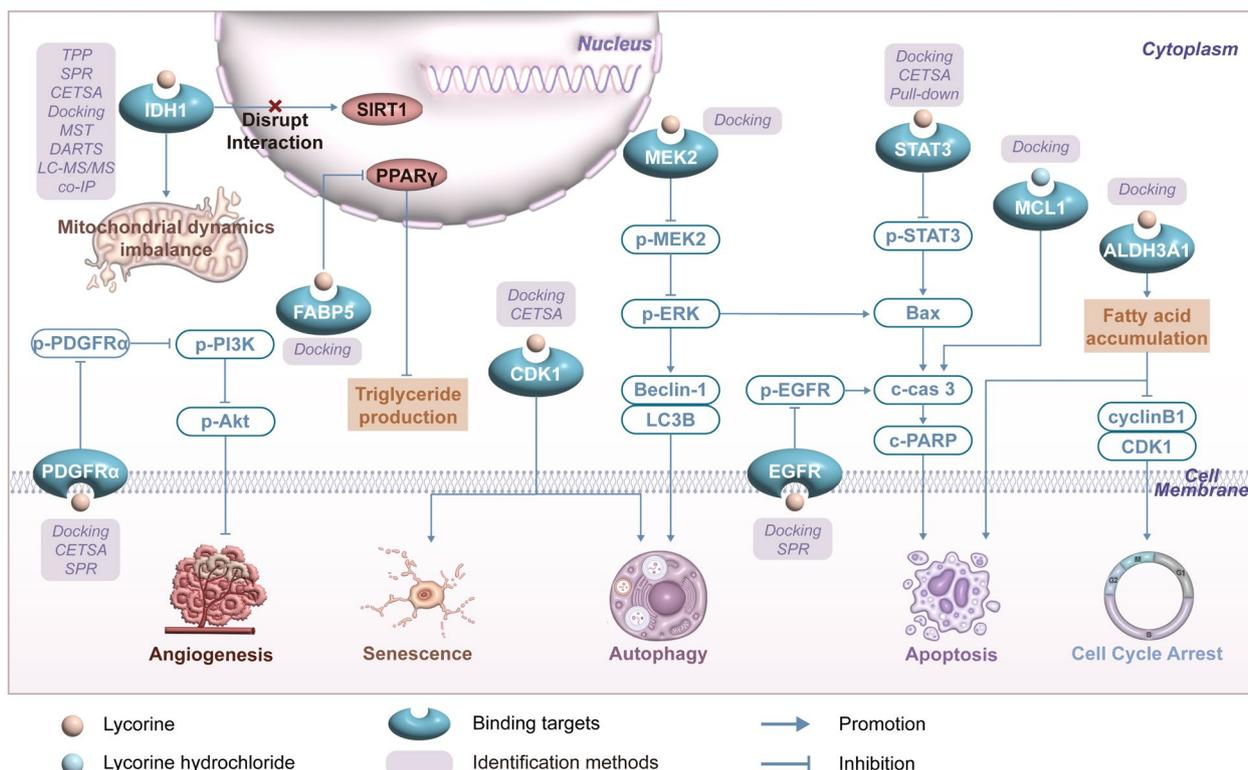 Nucleus
Cytoplasm
TPP
SPR
CETSA
Docking
MST
DARTS
LC-MS/MS
co-IP
IDH1
Disrupt
Interaction
SIRT1
PPARγ
Mitochondrial dynamics
imbalance
FABP5
Docking
Triglyceride
production
p-PDGFRα
p-PI3K
p-Akt
PDGFRα
Docking
CETSA
SPR
Angiogenesis
Docking
CETSA
CDK1
Senescence
MEK2
Docking
p-MEK2
p-ERK
Beclin-1
LC3B
Autophagy
p-EGFR
EGFR
Docking
SPR
Docking
CETSA
Pull-down
STAT3
p-STAT3
Bax
c-cas 3
c-PARP
Apoptosis
Docking
MCL1
Docking
ALDH3A1
Fatty acid
accumulation
cyclinB1
CDK1
Cell
Membrane
M
G1
G2
S
Cell Cycle Arrest
Lycorine
Binding targets
Promotion
Lycorine hydrochloride
Identification methods
Inhibition